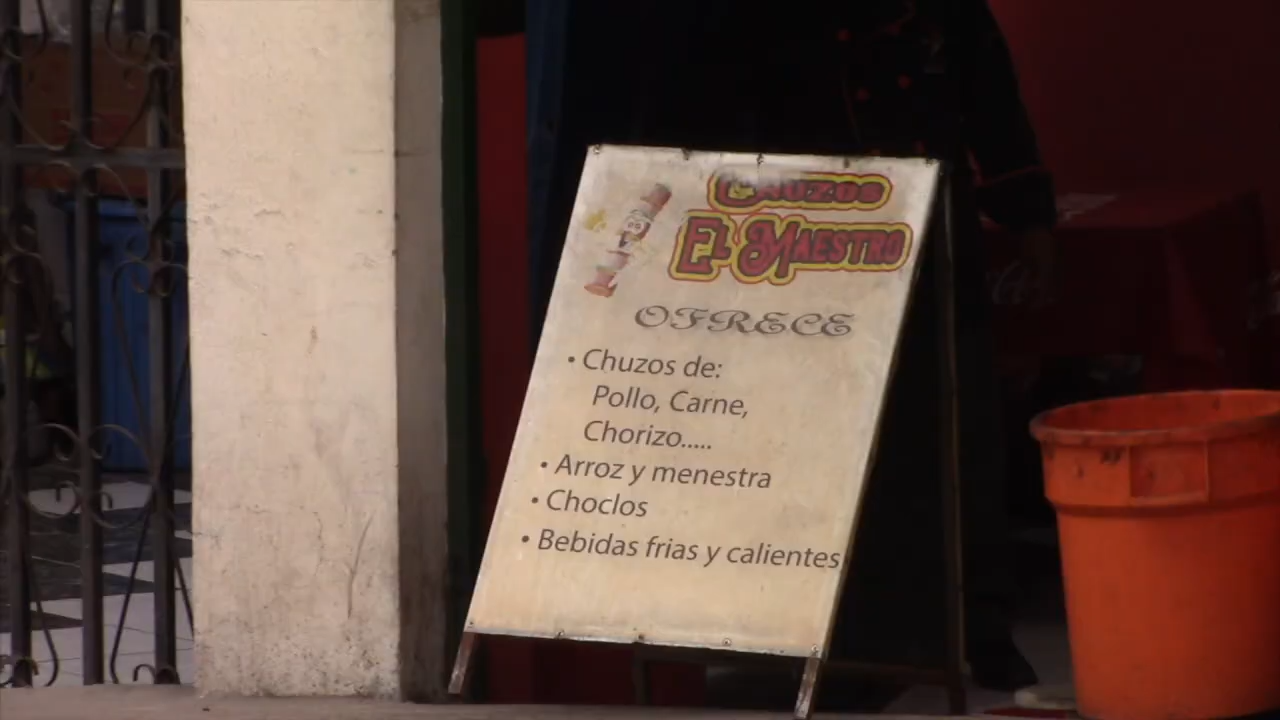 Chuzos
El Maestro
OFRECE
• Chuzos de:
Pollo, Carne,
Chorizo.....
• Arroz y menestra
• Choclos
• Bebidas frias y calientes